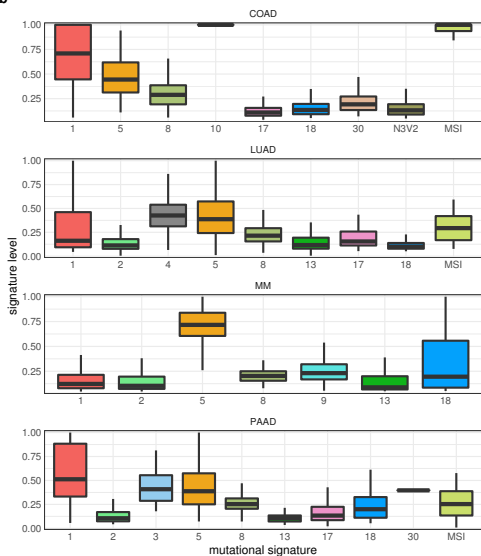 b
COAD
1.00
0.75
0.50
0.25
1 5 8 10 17 18 30 N3V2 MSI
LUAD
1.00
0.75
0.50
0.25
0.00
1 2 4 5 8 13 17 18 MSI
signature level
MM
1.00
0.75
0.50
0.25
1 2 5 8 9 13 18
PAAD
1.00
0.75
0.50
0.25
0.00
1 2 3 5 8 13 17 18 30 MSI
mutational signature